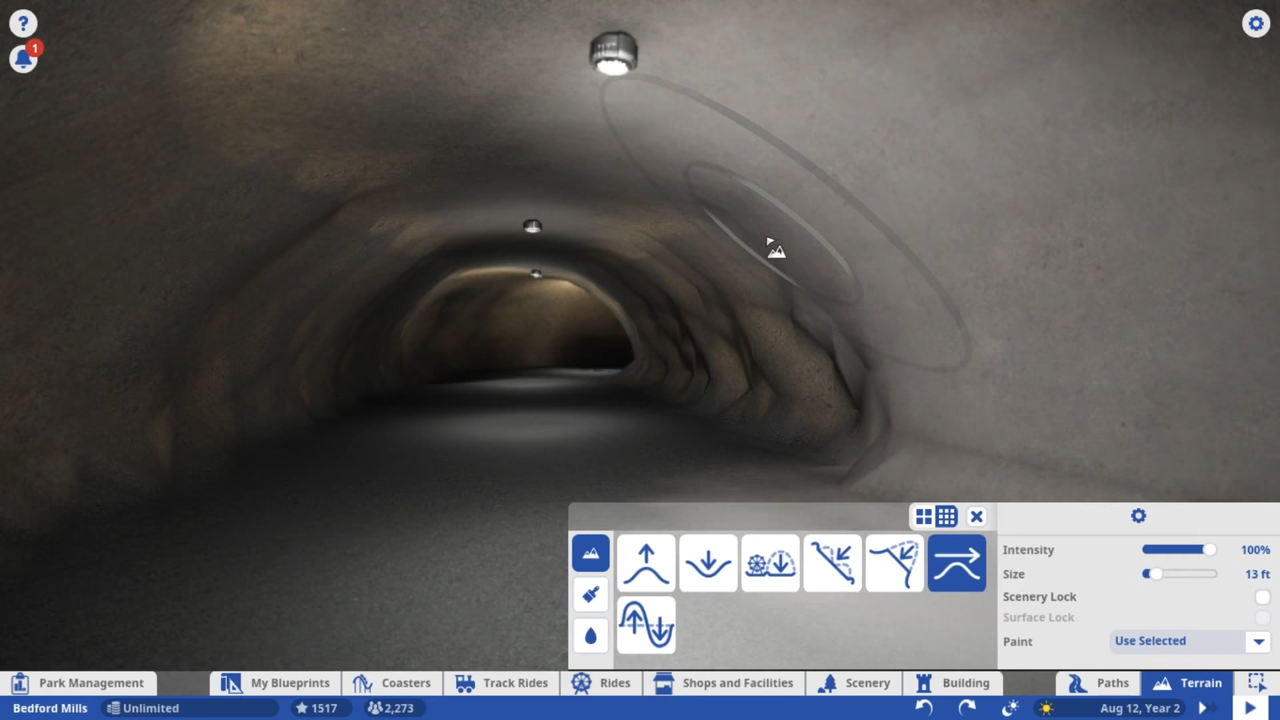 ?
1
Intensity 100%
Size 13 ft
Scenery Lock
Surface Lock
Paint Use Selected
Park Management My Blueprints Coasters Track Rides Rides Shops and Facilities Scenery Building Paths Terrain
Bedford Mills Unlimited 1517 2,273 Aug 12, Year 2